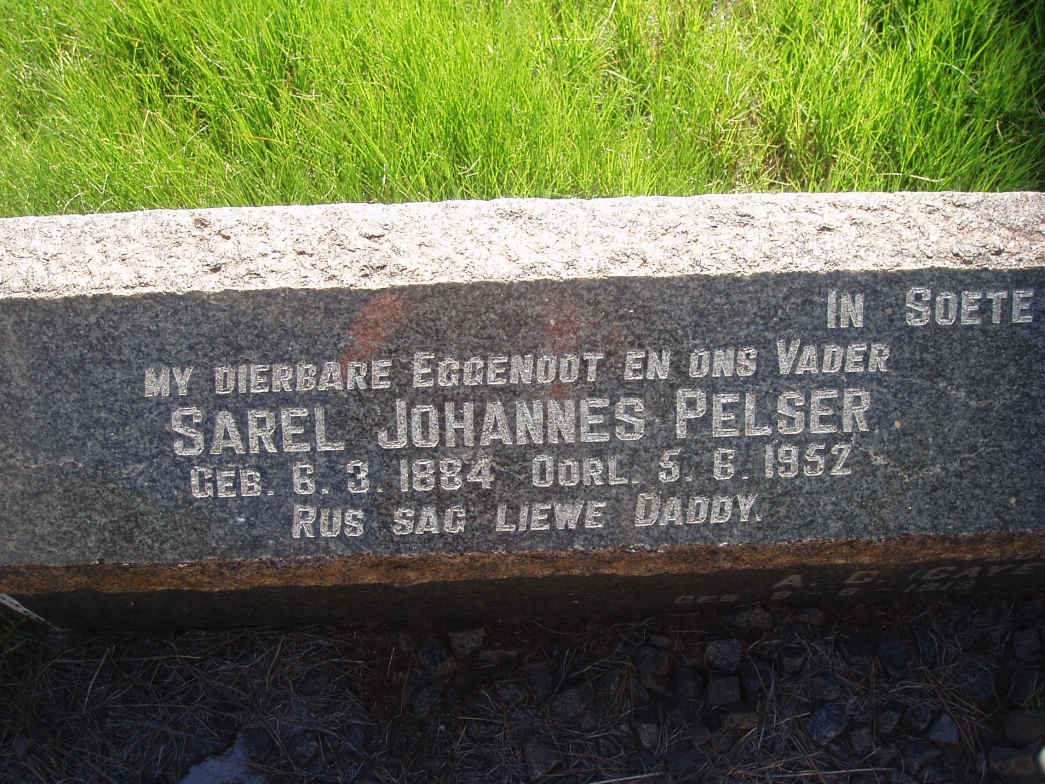 IN SOETE
MY DIERBARE EGGENOOT EN ONS VADER
SAREL JOHANNES PELSER
GEB. 6.3.1884 OORL. 5.6.1952
RUS SAG LIEWE DADDY.
A. C.